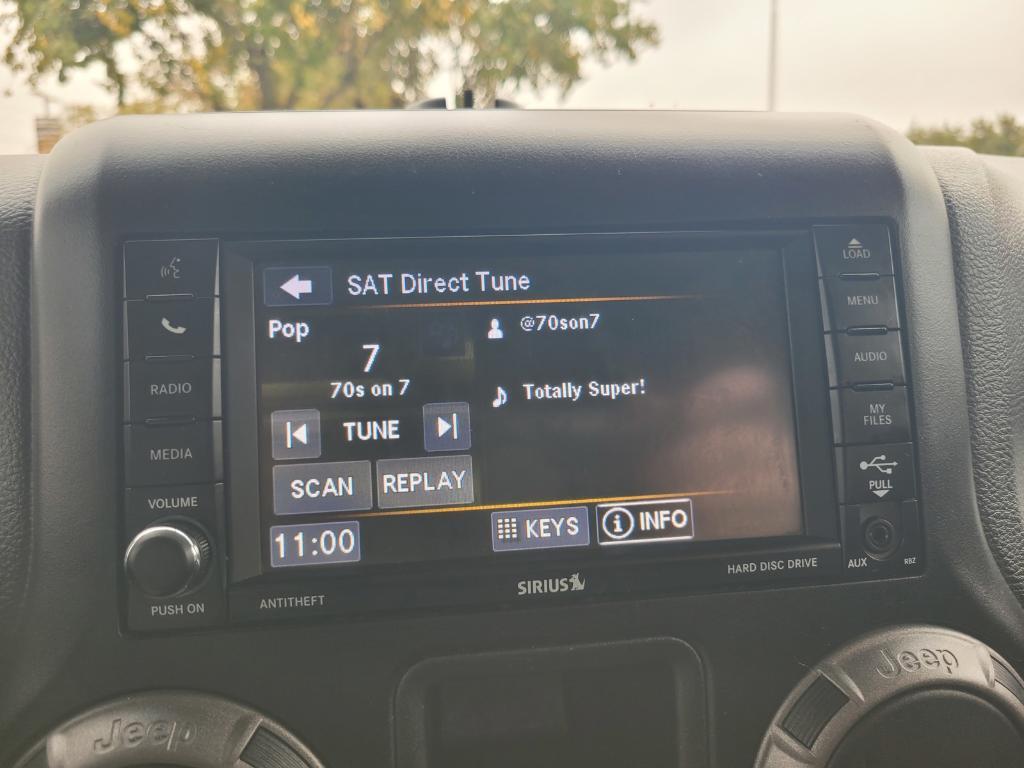 SAT Direct Tune
Pop
7
70s on 7
TUNE
SCAN
REPLAY
11:00
@70son7
Totally Super!
KEYS
INFO
RADIO
MEDIA
VOLUME
PUSH ON
LOAD
MENU
AUDIO
MY
FILES
PULL
AUX
RBZ
ANTITHEFT
SIRIUS
HARD DISC DRIVE
Jeep
Jeep